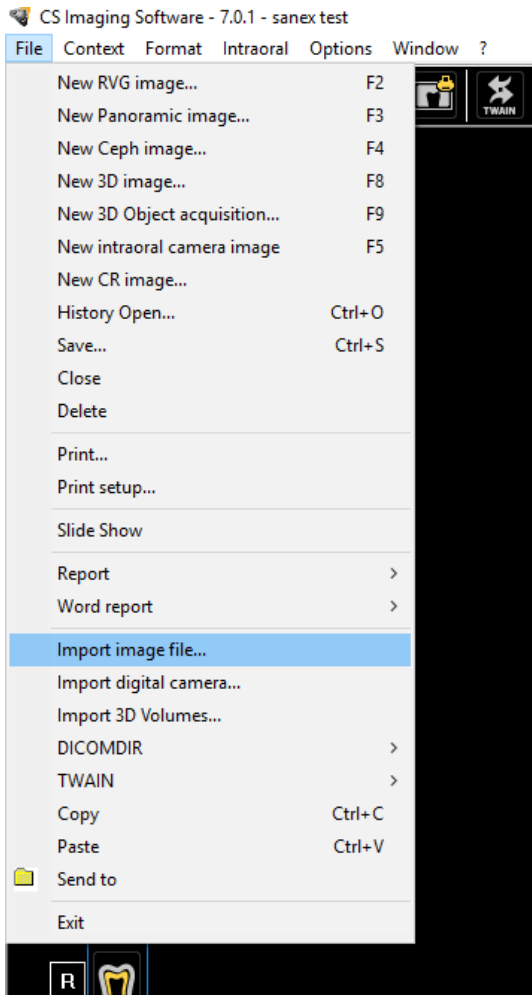 CS Imaging Software - 7.0.1 - sanex test
File Context Format Intraoral Options Window ?
TWAIN
New RVG image... F2
New Panoramic image... F3
New Ceph image... F4
New 3D image... F8
New 3D Object acquisition... F9
New intraoral camera image F5
New CR image...
History Open... Ctrl+O
Save... Ctrl+S
Close
Delete
Print...
Print setup...
Slide Show
Report
Word report
Import image file...
Import digital camera...
Import 3D Volumes...
DICOMDIR
TWAIN
Copy Ctrl+C
Paste Ctrl+V
Send to
Exit
R